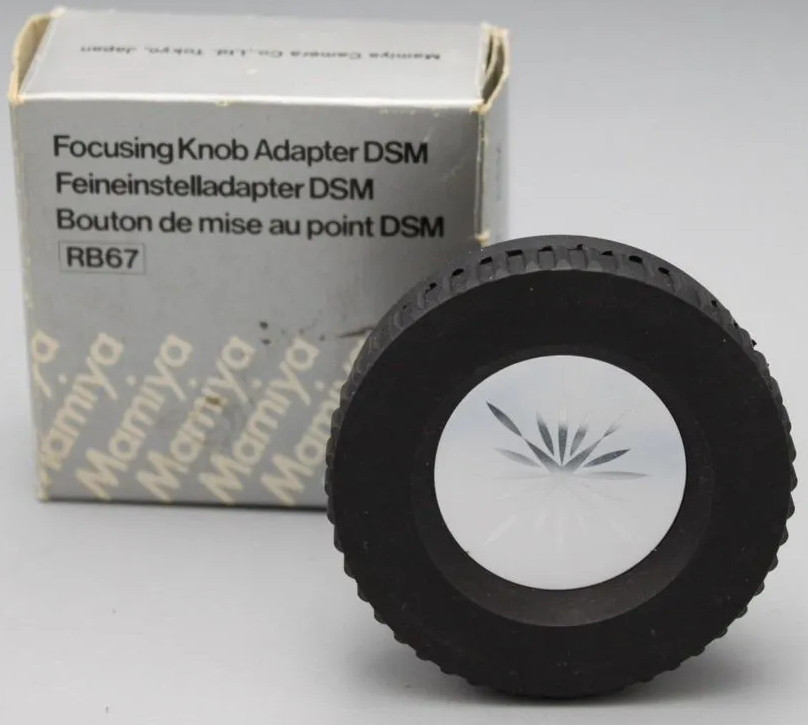 Mamiya Camera Co., Ltd. Tokyo, Japan
Focusing Knob Adapter DSM
Feineinstelladapter DSM
Bouton de mise au point DSM
RB67
Mamiya
Mamiya
Mamiya
Mamiya
Mamiya